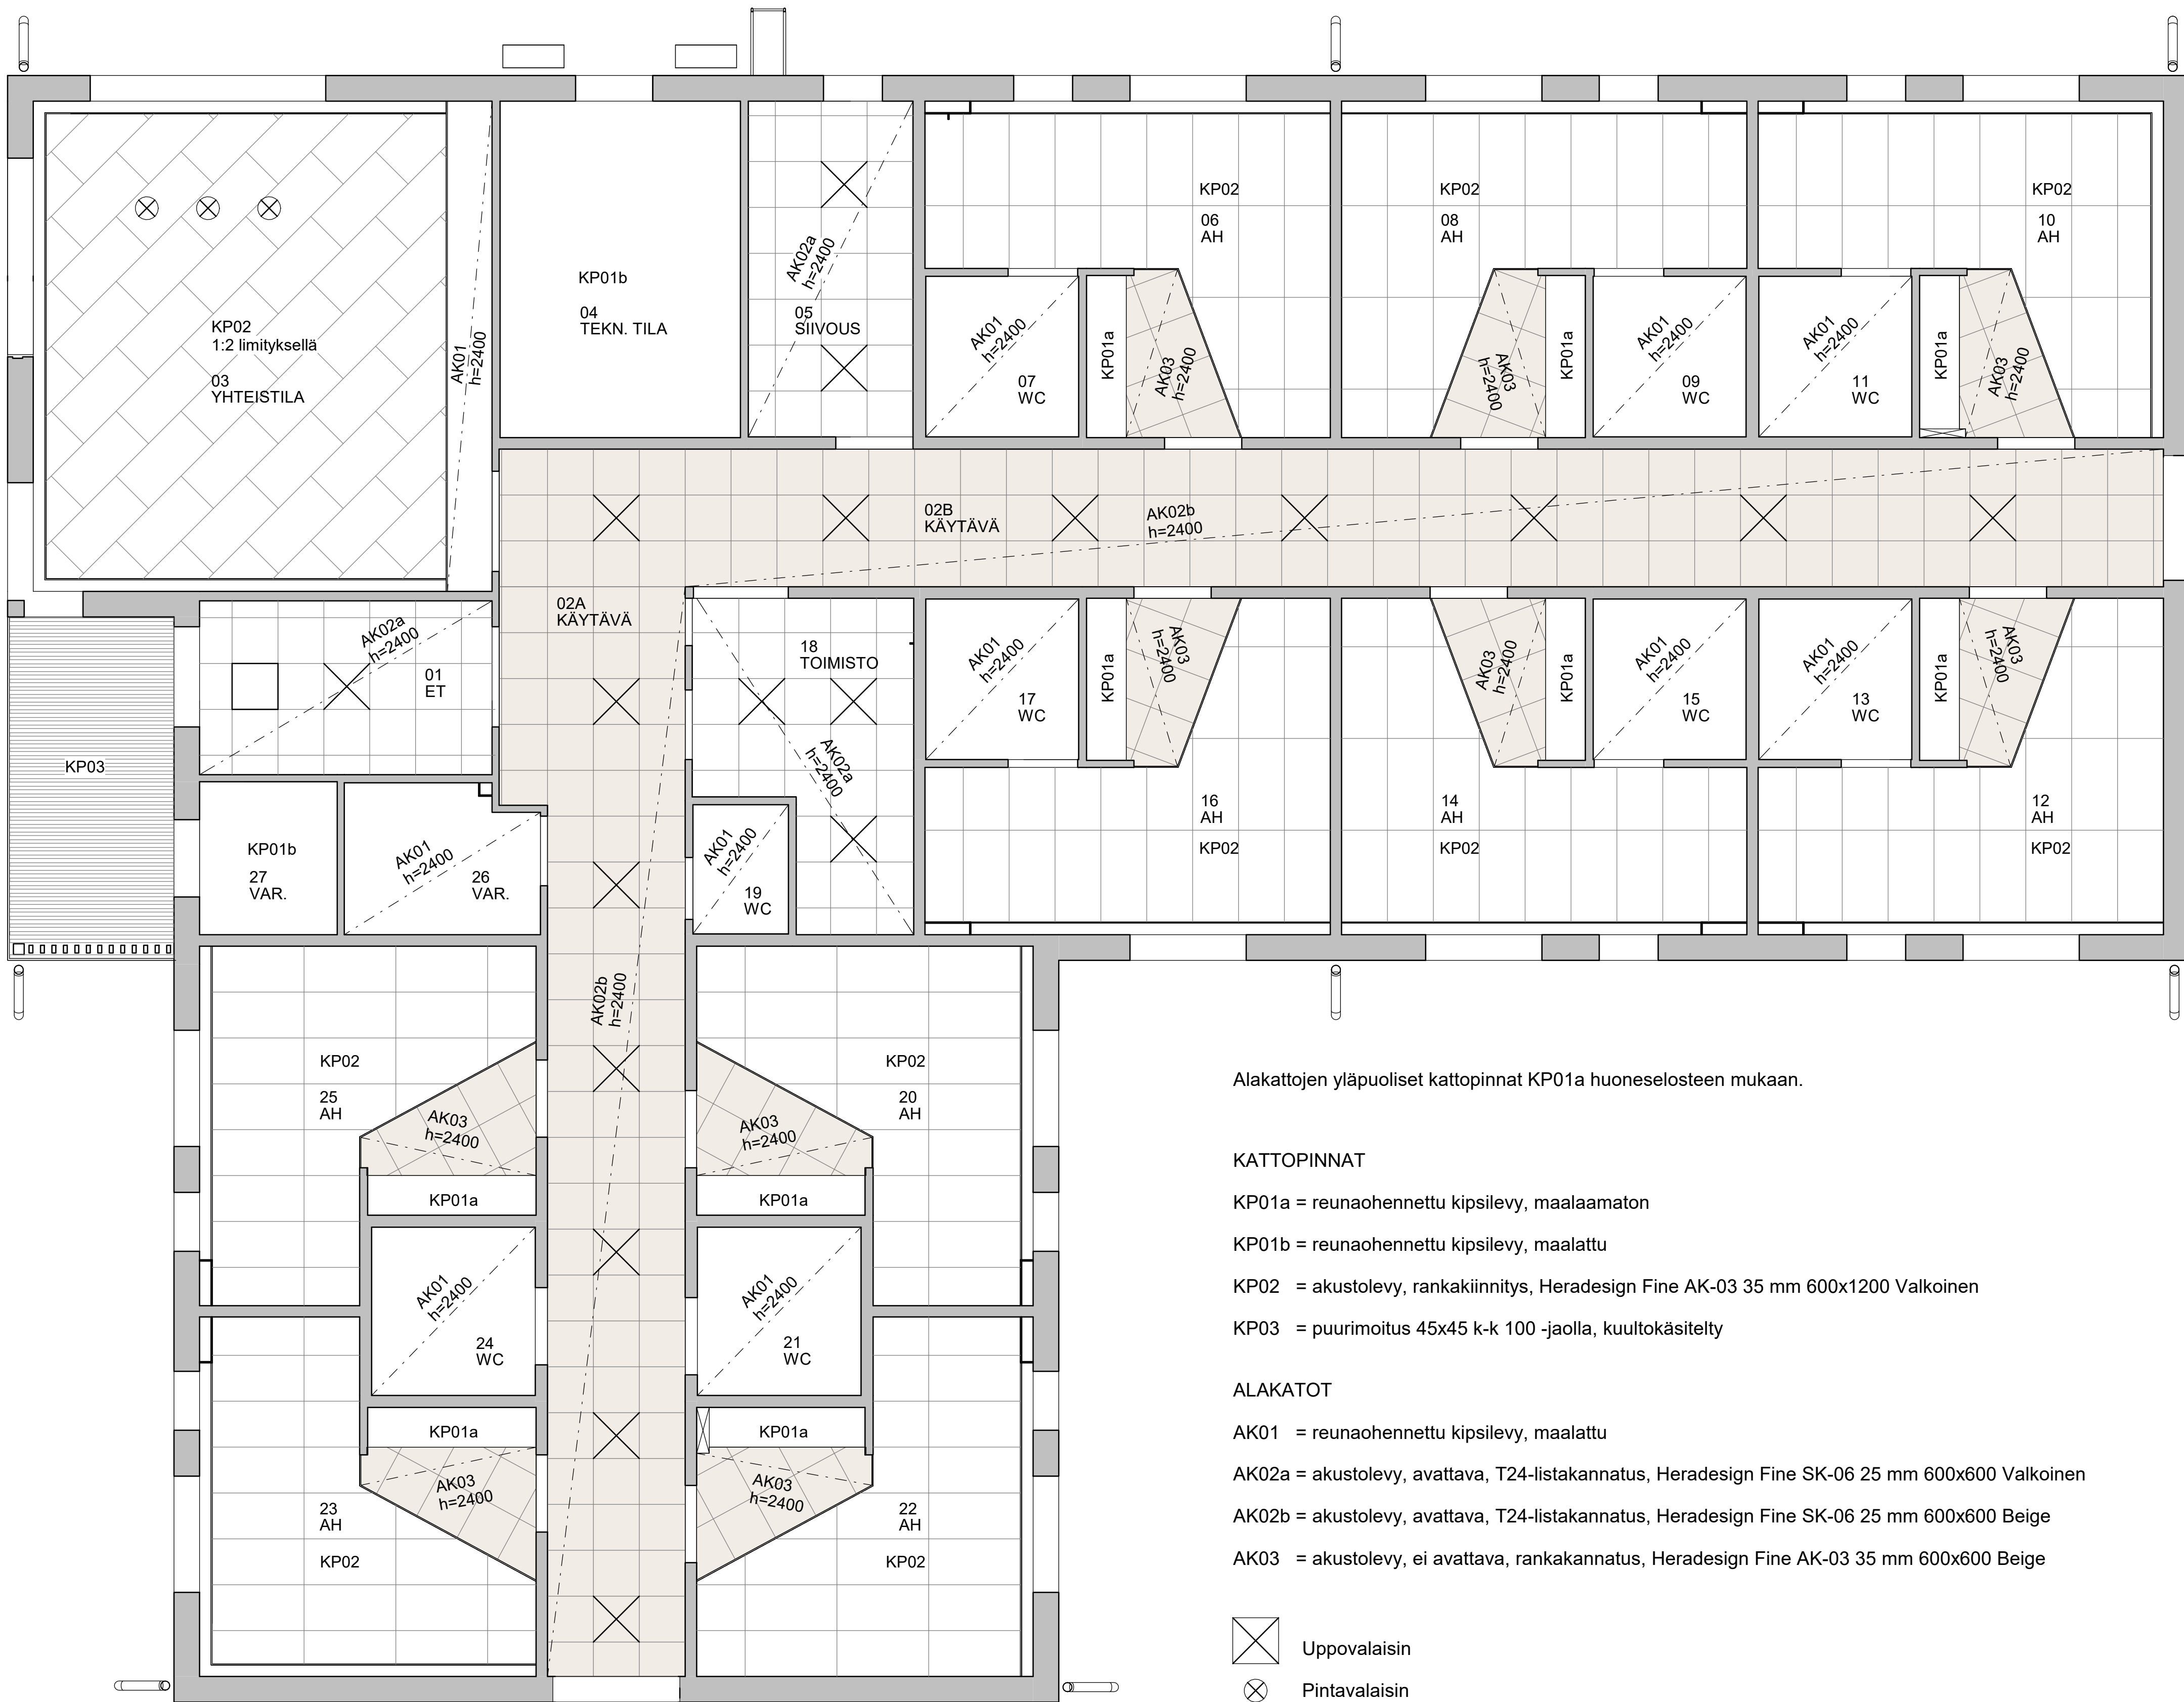 KP02
1:2 limityksellä
03
YHTEISTILA
AK01
h=2400
KP01b
04
TEKN. TILA
AK02a
h=2400
05
SIIVOUS
KP02
06
AH
AK01
h=2400
07
WC
KP01a
AK03
h=2400
KP02
08
AH
AK03
h=2400
KP01a
AK01
h=2400
09
WC
KP02
10
AH
AK01
h=2400
11
WC
KP01a
AK03
h=2400
02B
KÄYTÄVÄ
AK02b
h=2400
02A
KÄYTÄVÄ
AK02a
h=2400
01
ET
KP03
KP01b
27
VAR.
AK01
h=2400
26
VAR.
18
TOIMISTO
AK02a
h=2400
AK01
h=2400
19
WC
AK01
h=2400
17
WC
KP01a
AK03
h=2400
16
AH
KP02
AK03
h=2400
KP01a
AK01
h=2400
15
WC
14
AH
KP02
AK01
h=2400
13
WC
KP01a
AK03
h=2400
12
AH
KP02
AK02b
h=2400
KP02
25
AH
AK03
h=2400
KP01a
KP02
20
AH
AK03
h=2400
KP01a
AK01
h=2400
24
WC
AK01
h=2400
21
WC
KP01a
AK03
h=2400
23
AH
KP02
KP01a
AK03
h=2400
22
AH
KP02
Alakattojen yläpuoliset kattopinnat KP01a huoneselosteen mukaan.
KATTOPINNAT
KP01a = reunaohennettu kipsilevy, maalaamaton
KP01b = reunaohennettu kipsilevy, maalattu
KP02 = akustolevy, rankakiinnitys, Heradesign Fine AK-03 35 mm 600x1200 Valkoinen
KP03 = puurimoitus 45x45 k-k 100 -jaolla, kuultokäsitelty
ALAKATOT
AK01 = reunaohennettu kipsilevy, maalattu
AK02a = akustolevy, avattava, T24-listakannatus, Heradesign Fine SK-06 25 mm 600x600 Valkoinen
AK02b = akustolevy, avattava, T24-listakannatus, Heradesign Fine SK-06 25 mm 600x600 Beige
AK03 = akustolevy, ei avattava, rankakannatus, Heradesign Fine AK-03 35 mm 600x600 Beige
Uppovalaisin
Pintavalaisin